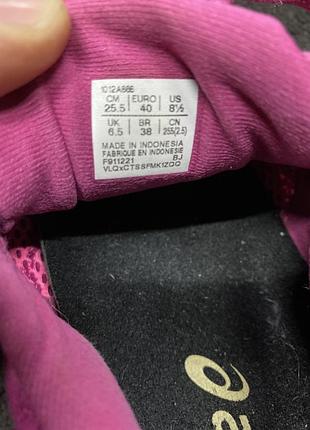 1012A886
CM EURO US
25.5 40 8½
UK BR CN
6.5 38 255(2.5)
MADE IN INDONESIA
FABRIQUE EN INDONESIE
F911221 BJ
VLQxCTSSFMK1ZQQ